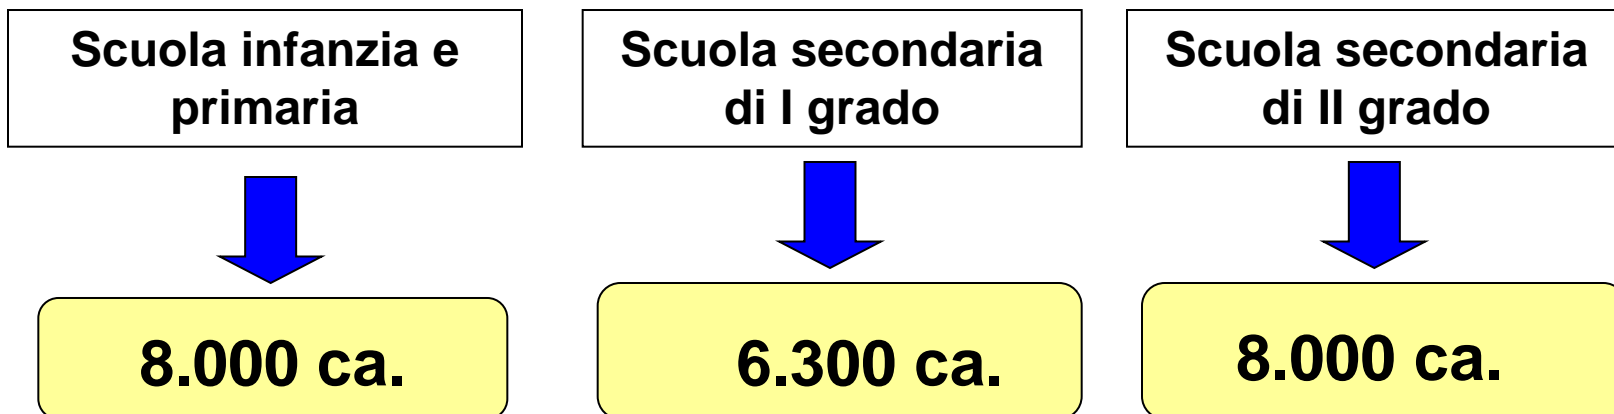 Scuola infanzia e
primaria
Scuola secondaria
di I grado
Scuola secondaria
di II grado
8.000 ca.
6.300 ca.
8.000 ca.